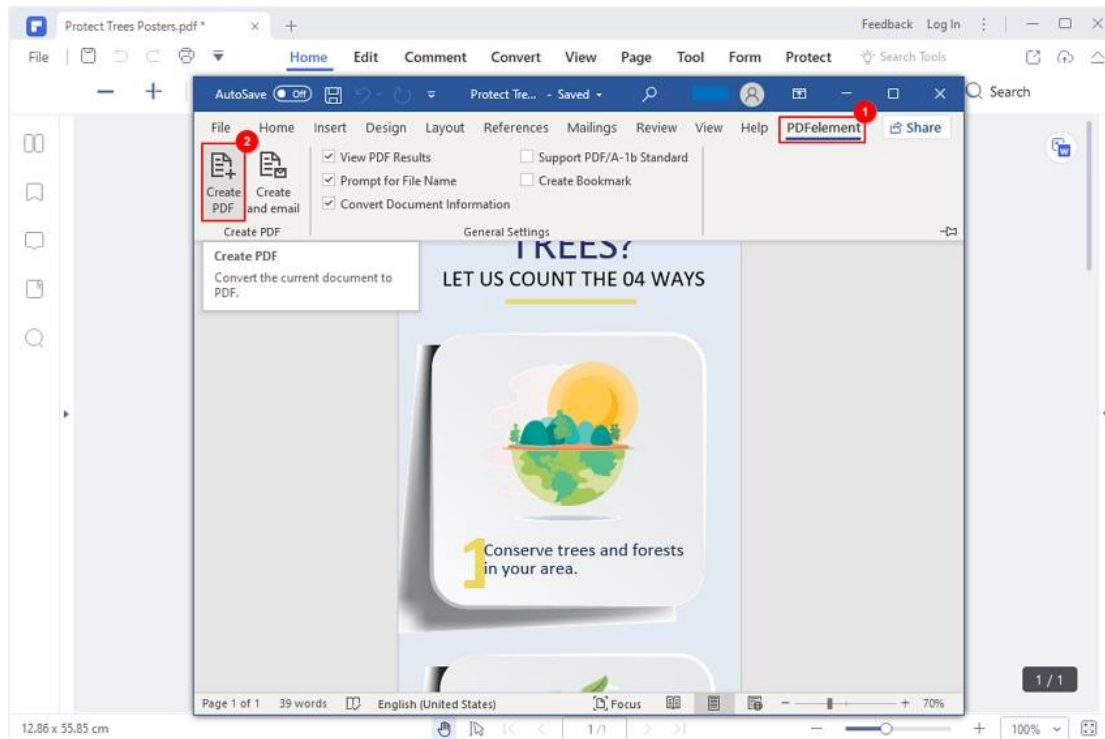 Protect Trees Posters.pdf * × + Feedback Log In
File Home Edit Comment Convert View Page Tool Form Protect Search Tools
Search
AutoSave Off Protect Tre... - Saved
File Home Insert Design Layout References Mailings Review View Help PDFelement Share
1
2
Create PDF
Create and email
Create PDF
View PDF Results
Prompt for File Name
Convert Document Information
Support PDF/A-1b Standard
Create Bookmark
General Settings
Create PDF
Convert the current document to
PDF.
TREES?
LET US COUNT THE 04 WAYS
1
Conserve trees and forests
in your area.
Page 1 of 1 39 words English (United States) Focus 70%
1 / 1
12.86 x 55.85 cm 1/1 100%